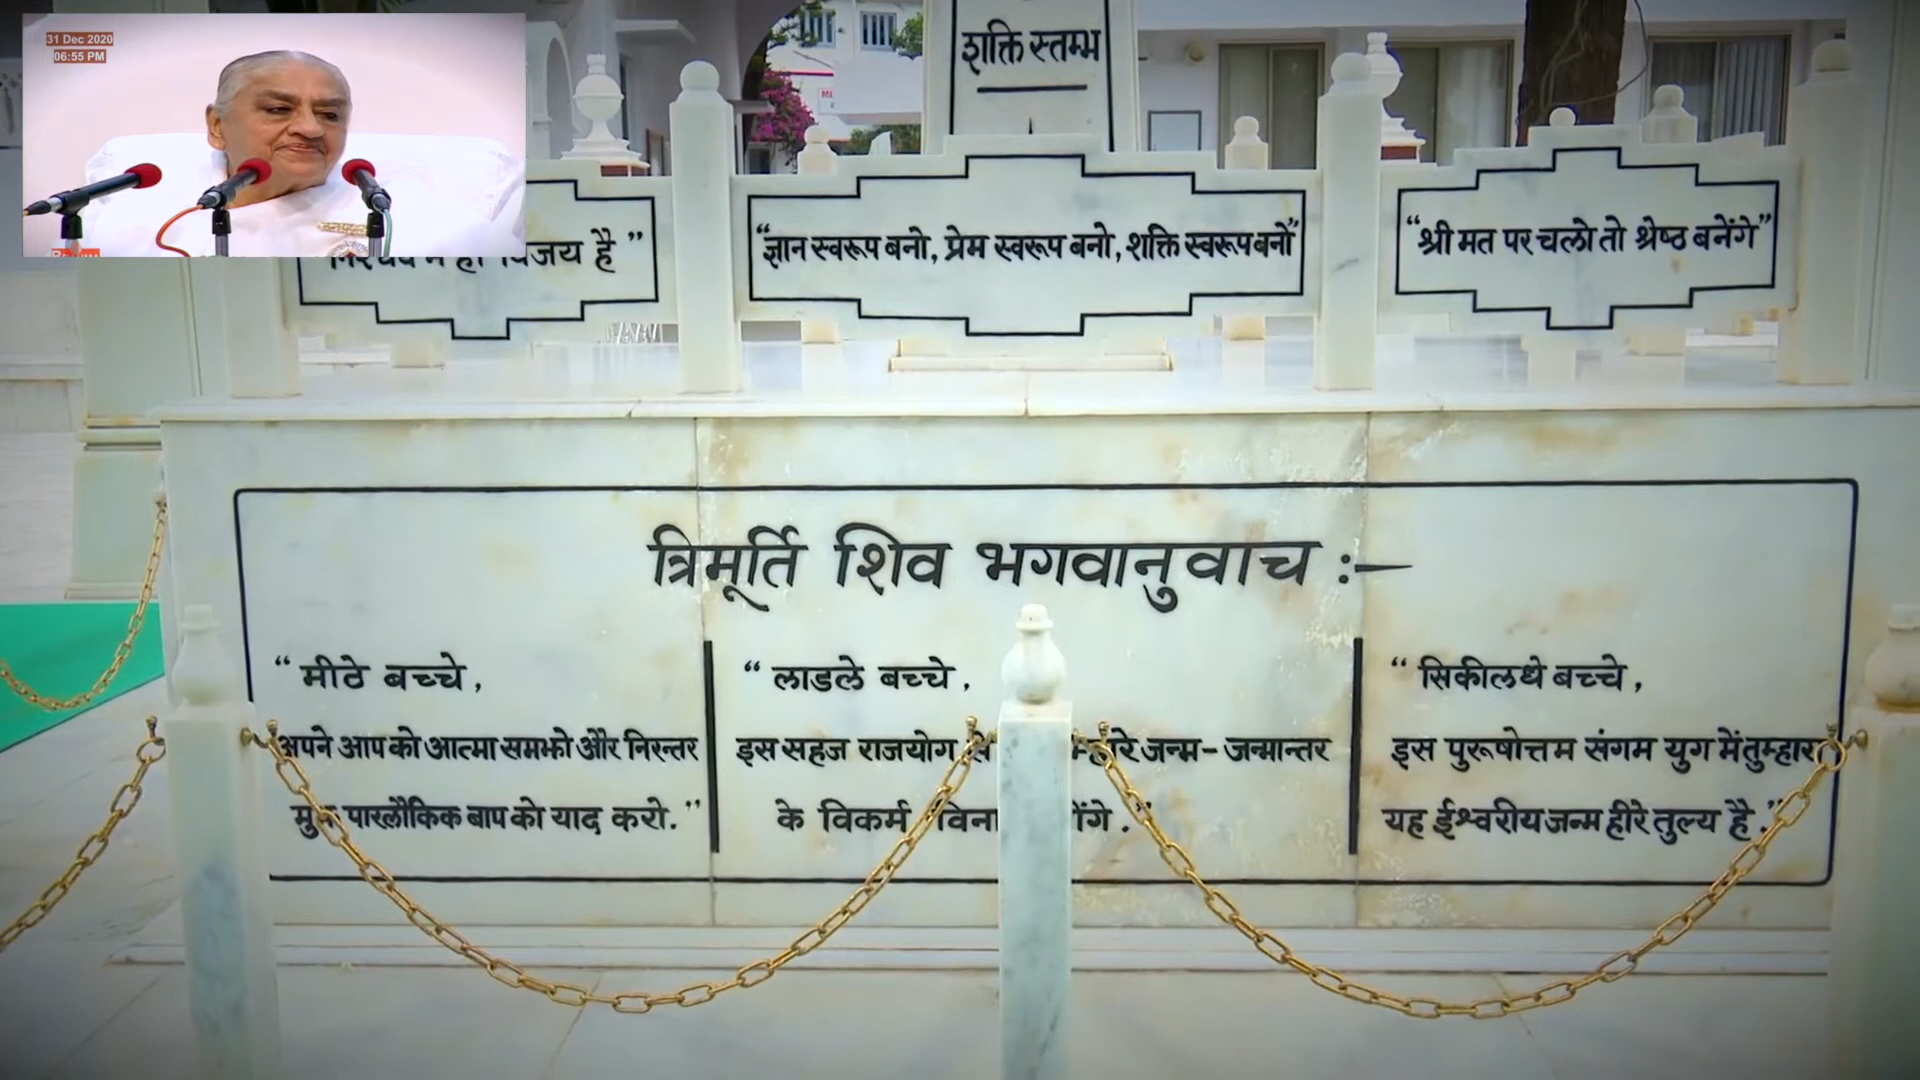 31 Dec 2020
06:55 PM
शक्ति स्तम्भ
विजय है”
“ज्ञान स्वरूप बनो, प्रेम स्वरूप बनो, शक्ति स्वरूप बनो”
“श्रीमत पर चलो तो श्रेष्ठ बनेंगे”
त्रिमूर्ति शिव भगवानुवाच :—
“मीठे बच्चे,
अपने आपको आत्मा समझो और निरन्तर
पारलौकिक बाप को याद करो.”
“लाडले बच्चे,
इस सहज राजयोग से जन्म-जन्मान्तर
के विकर्म
“सिकीलधे बच्चे,
इस पुरूषोत्तम संगम युग में तुम्हारा
यह ईश्वरीय जन्म हीरे तुल्य है.”